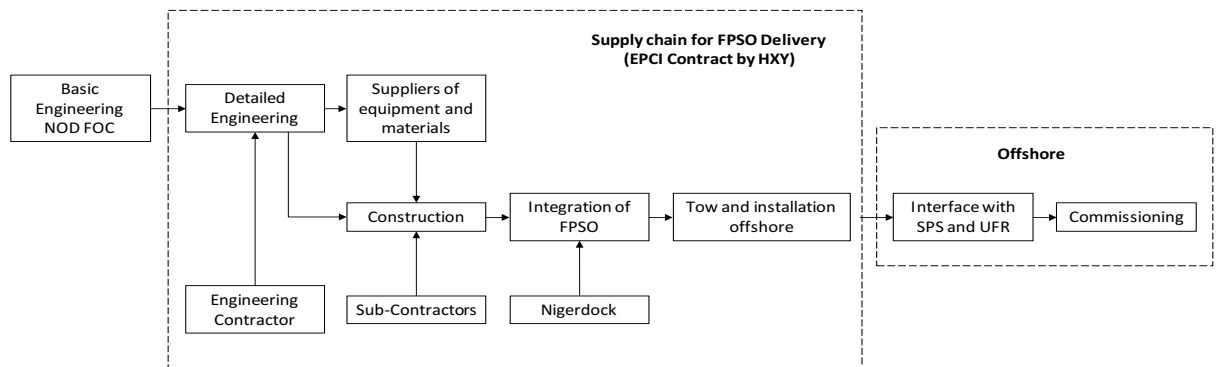 Supply chain for FPSO Delivery
(EPCI Contract by HXY)
Basic
Engineering
NOD FOC
Detailed
Engineering
Suppliers of
equipment and
materials
Offshore
Construction
Integration of
FPSO
Tow and installation
offshore
Interface with
SPS and UFR
Commissioning
Engineering
Contractor
Sub-Contractors
Nigerdock